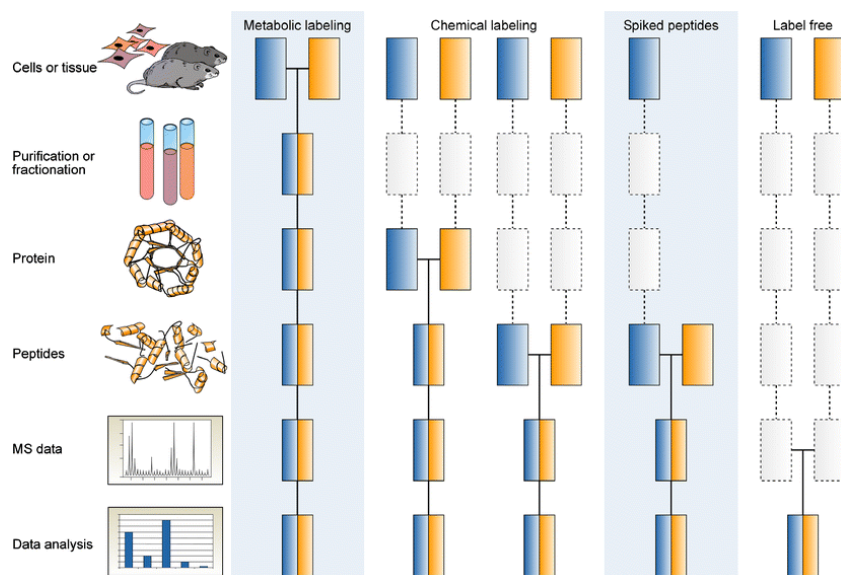 Metabolic labeling
Chemical labeling
Spiked peptides
Label free
Cells or tissue
Purification or
fractionation
Protein
Peptides
MS data
Data analysis